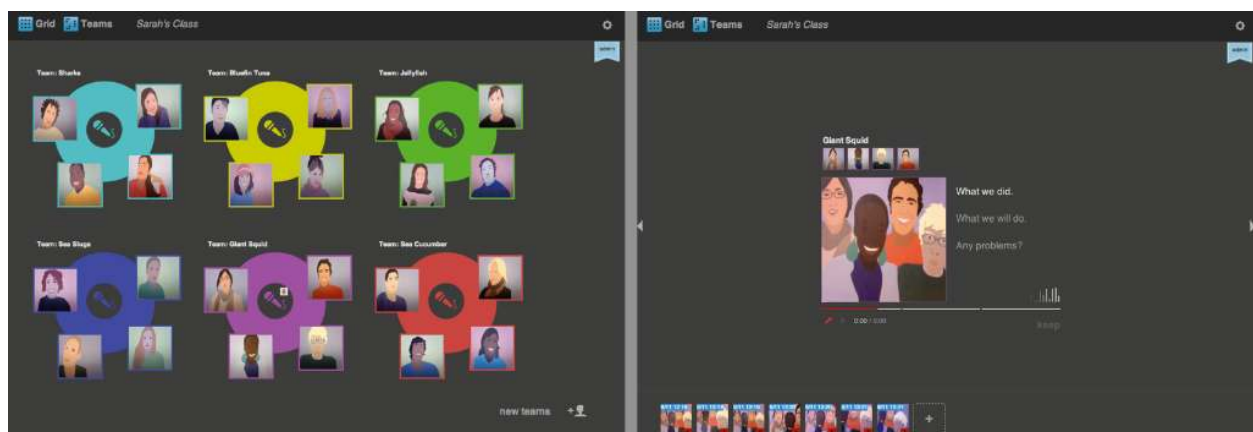 Grid Teams Sarah's Class
Team: Sharks
Team: Bluefin Tuna
Team: Jellyfish
Team: Sea Slugs
Team: Giant Squid
Team: Sea Cucumber
new teams +
Grid Teams Sarah's Class
Giant Squid
What we did.
What we will do.
Any problems?
0:00 / 0:00
keep
+